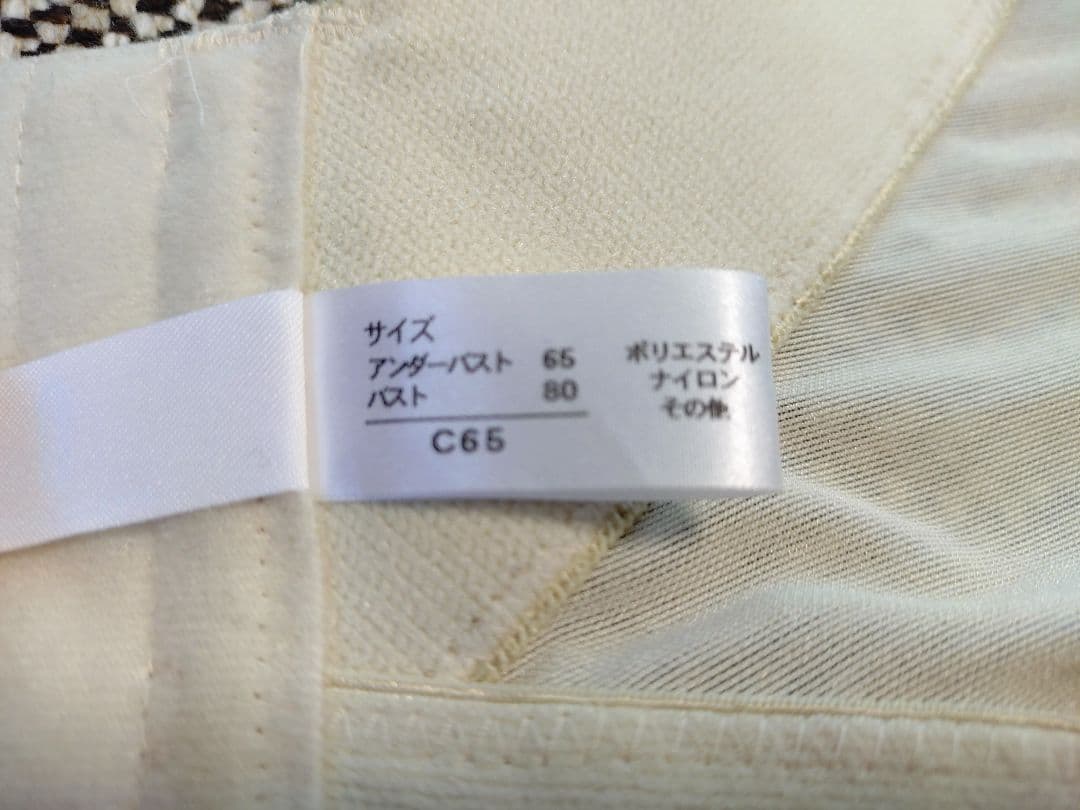 サイズ
アンダーバスト 65
バスト 80
C65
ポリエステル
ナイロン
その他